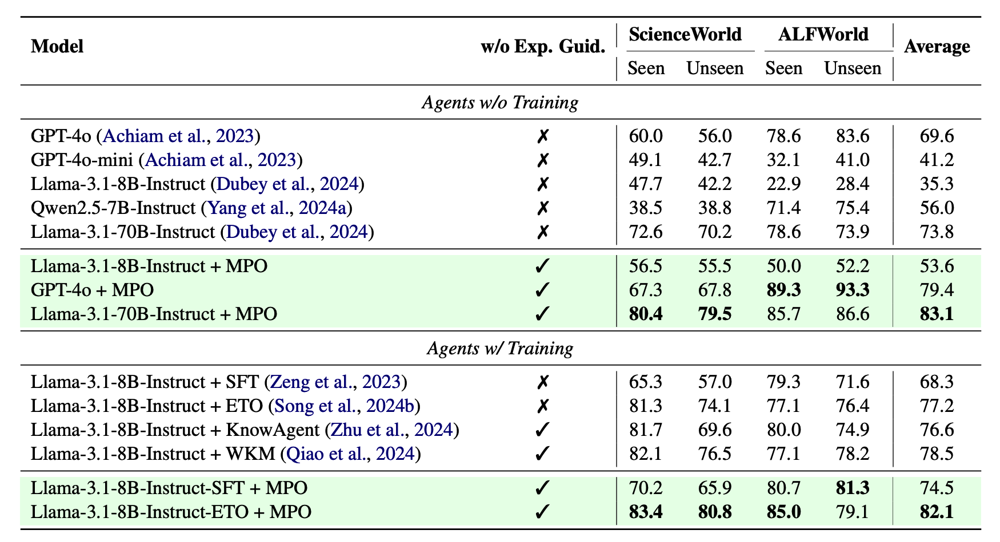 Model w/o Exp. Guid. ScienceWorld ALFWorld Average
Seen Unseen Seen Unseen
Agents w/o Training
GPT-4o (Achiam et al., 2023) ✗ 60.0 56.0 78.6 83.6 69.6
GPT-4o-mini (Achiam et al., 2023) ✗ 49.1 42.7 32.1 41.0 41.2
Llama-3.1-8B-Instruct (Dubey et al., 2024) ✗ 47.7 42.2 22.9 28.4 35.3
Qwen2.5-7B-Instruct (Yang et al., 2024a) ✗ 38.5 38.8 71.4 75.4 56.0
Llama-3.1-70B-Instruct (Dubey et al., 2024) ✗ 72.6 70.2 78.6 73.9 73.8
Llama-3.1-8B-Instruct + MPO ✓ 56.5 55.5 50.0 52.2 53.6
GPT-4o + MPO ✓ 67.3 67.8 89.3 93.3 79.4
Llama-3.1-70B-Instruct + MPO ✓ 80.4 79.5 85.7 86.6 83.1
Agents w/ Training
Llama-3.1-8B-Instruct + SFT (Zeng et al., 2023) ✗ 65.3 57.0 79.3 71.6 68.3
Llama-3.1-8B-Instruct + ETO (Song et al., 2024b) ✗ 81.3 74.1 77.1 76.4 77.2
Llama-3.1-8B-Instruct + KnowAgent (Zhu et al., 2024) ✓ 81.7 69.6 80.0 74.9 76.6
Llama-3.1-8B-Instruct + WKM (Qiao et al., 2024) ✓ 82.1 76.5 77.1 78.2 78.5
Llama-3.1-8B-Instruct-SFT + MPO ✓ 70.2 65.9 80.7 81.3 74.5
Llama-3.1-8B-Instruct-ETO + MPO ✓ 83.4 80.8 85.0 79.1 82.1